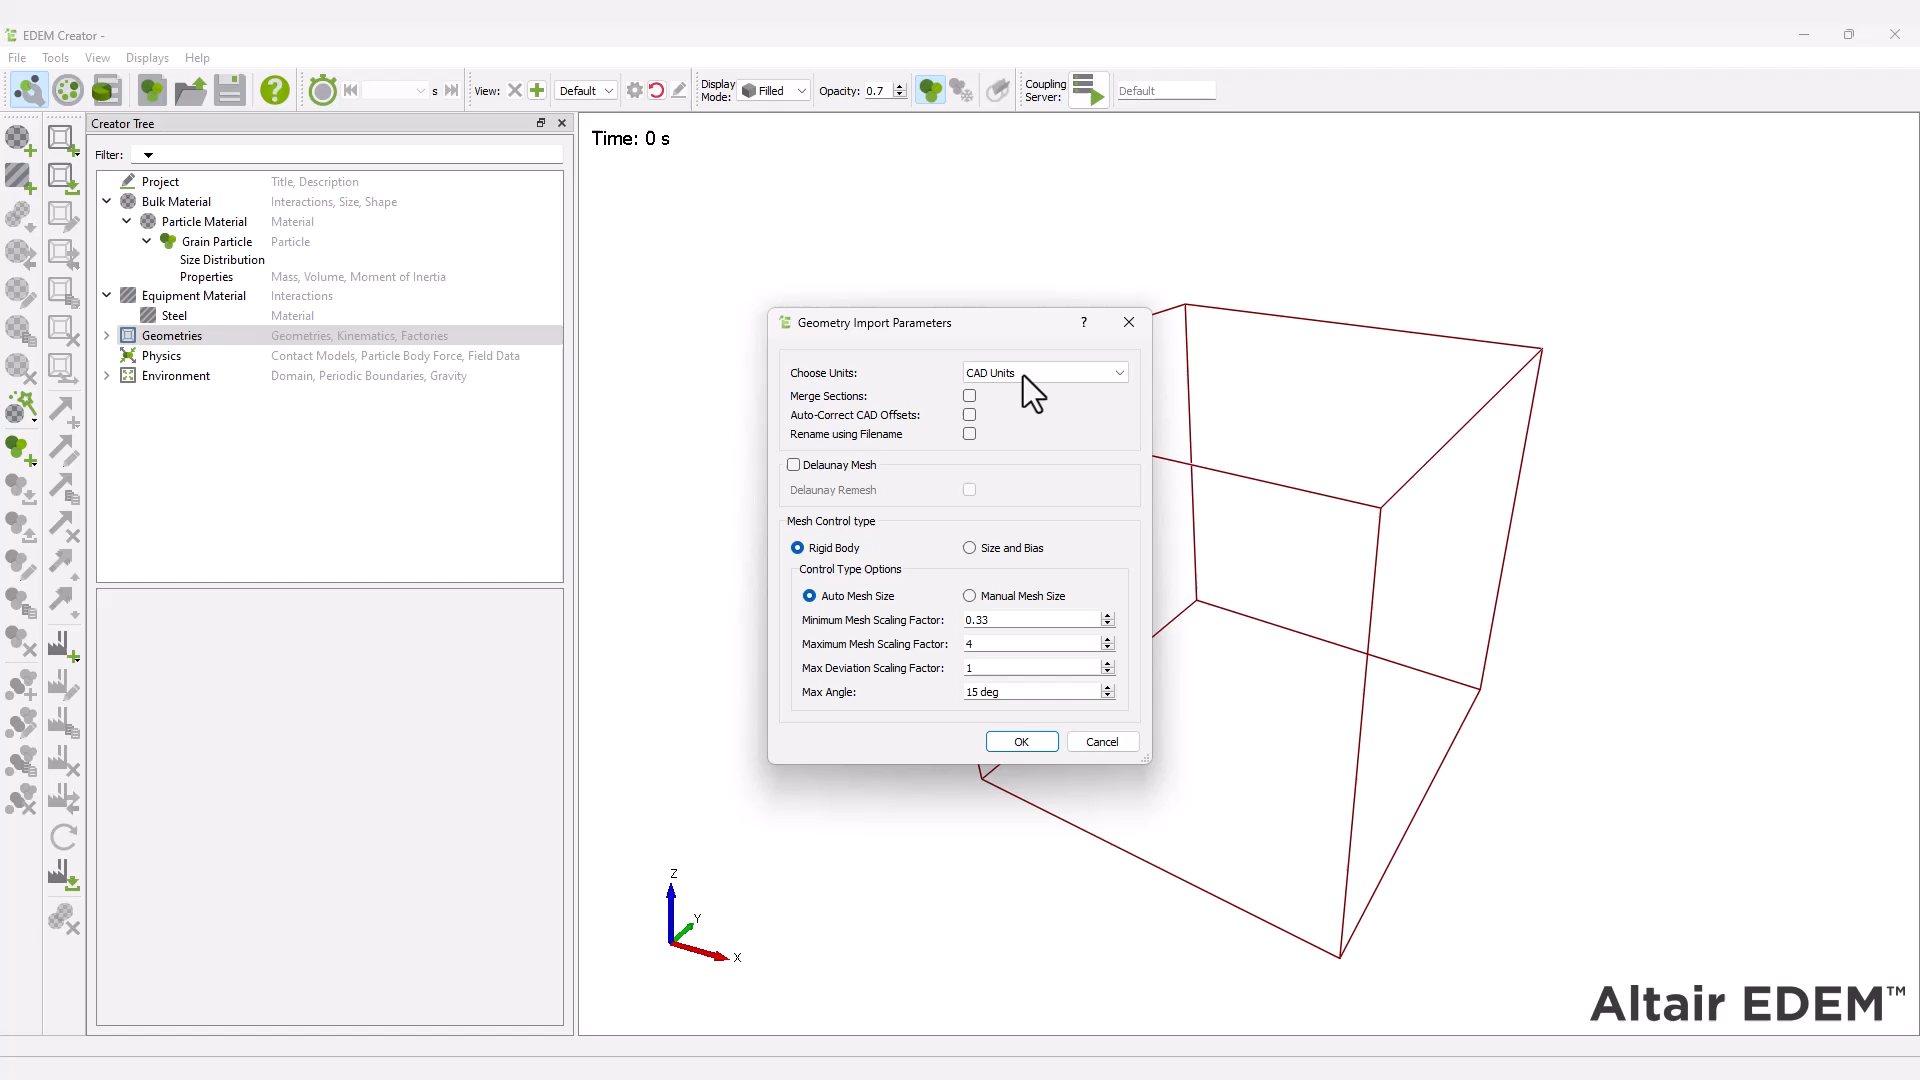 EDEM Creator -
File Tools View Displays Help
s View: Default Display Mode: Filled Opacity: 0.7 Coupling Server: Default
Creator Tree
Filter:
Time: 0 s
Project Title, Description
Bulk Material Interactions, Size, Shape
Particle Material Material
Grain Particle Particle
Size Distribution
Properties Mass, Volume, Moment of Inertia
Equipment Material Interactions
Steel Material
Geometries Geometries, Kinematics, Factories
Physics Contact Models, Particle Body Force, Field Data
Environment Domain, Periodic Boundaries, Gravity
Geometry Import Parameters ?
Choose Units: CAD Units
Merge Sections:
Auto-Correct CAD Offsets:
Rename using Filename
Delaunay Mesh
Delaunay Remesh
Mesh Control type
Rigid Body Size and Bias
Control Type Options
Auto Mesh Size Manual Mesh Size
Minimum Mesh Scaling Factor: 0.33
Maximum Mesh Scaling Factor: 4
Max Deviation Scaling Factor: 1
Max Angle: 15 deg
OK Cancel
Z
Y
X
Altair EDEM™